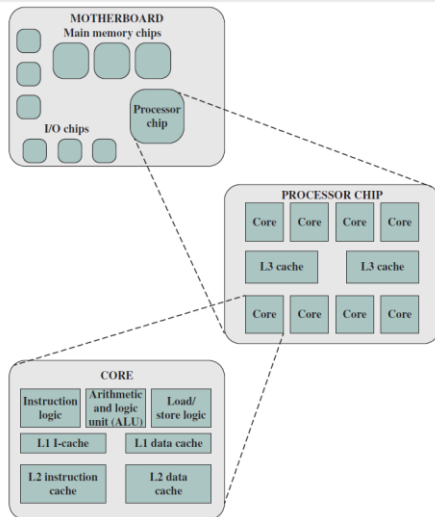 MOTHERBOARD
Main memory chips
Processor
chip
I/O chips
PROCESSOR CHIP
Core
Core
Core
Core
L3 cache
L3 cache
Core
Core
Core
Core
CORE
Instruction
logic
Arithmetic
and logic
unit (ALU)
Load/
store logic
L1 I-cache
L1 data cache
L2 instruction
cache
L2 data
cache